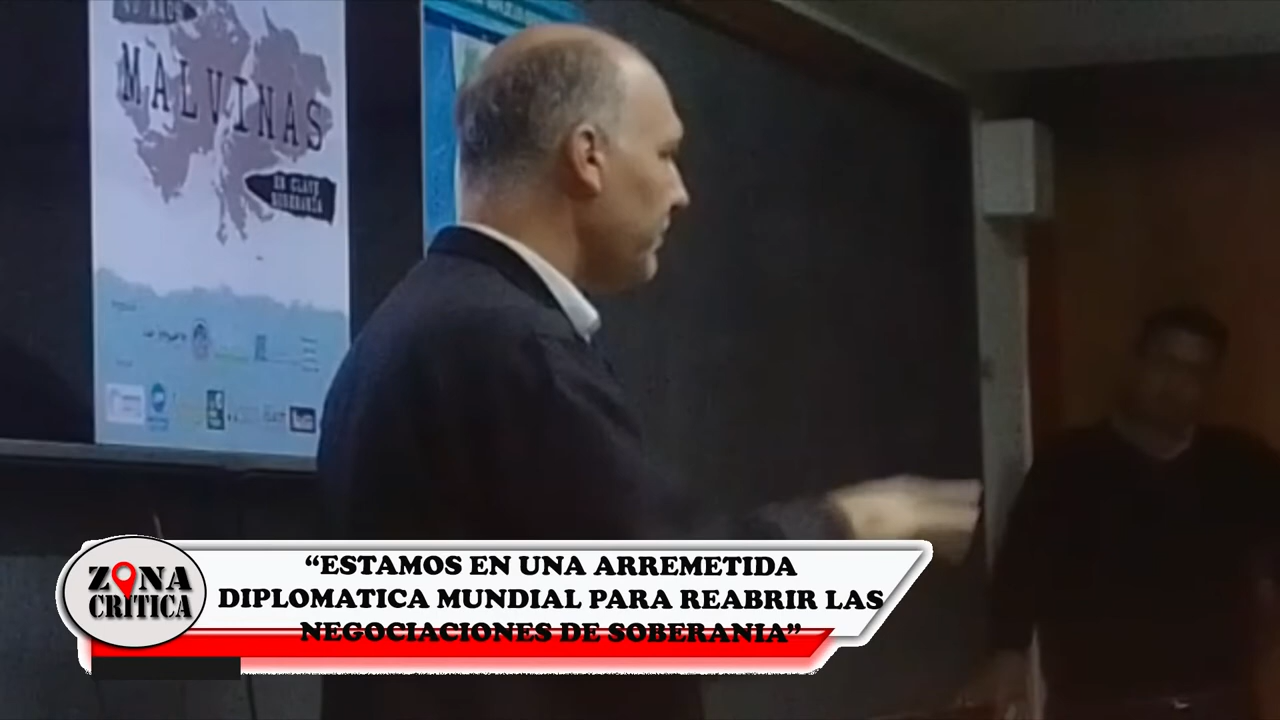 MALVINAS
EN CLAVE
SOBERANÍA
ZONA
CRITICA
“ESTAMOS EN UNA ARREMETIDA
DIPLOMATICA MUNDIAL PARA REABRIR LAS
NEGOCIACIONES DE SOBERANIA”